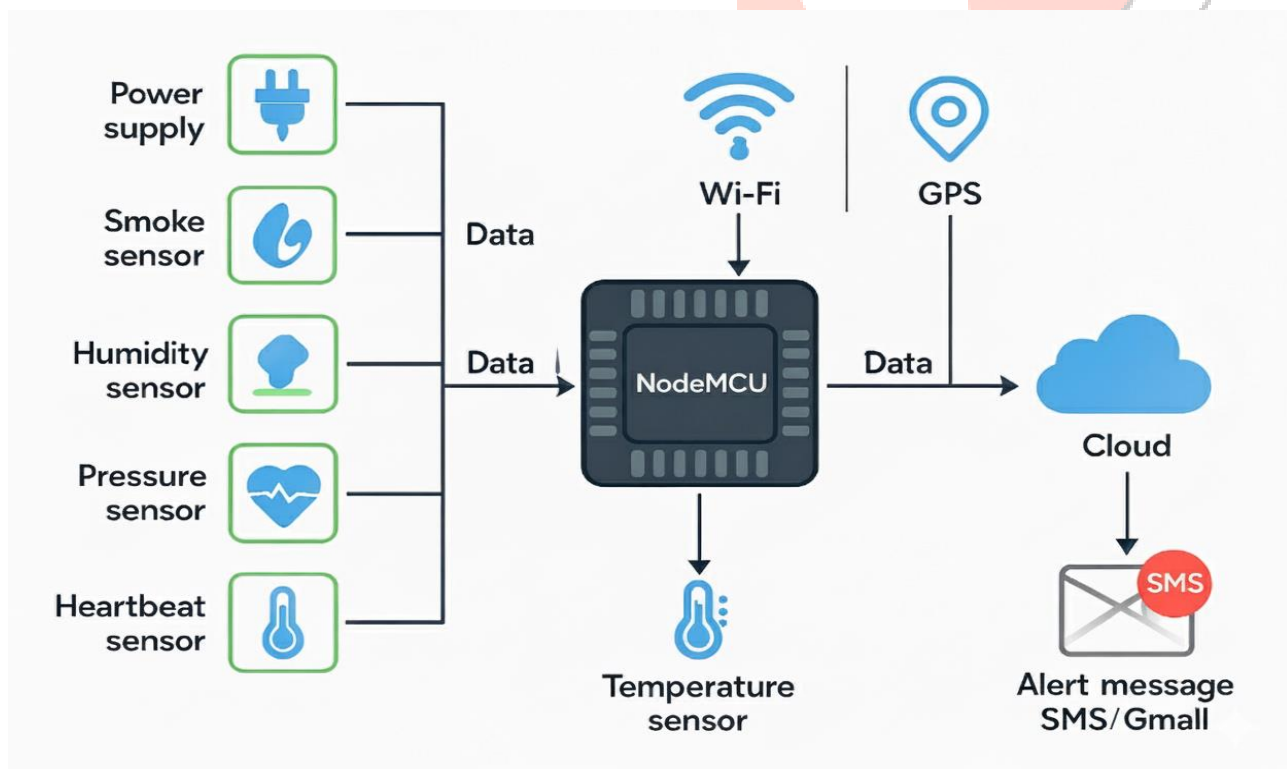 Power
supply
Smoke
sensor
Humidity
sensor
Pressure
sensor
Heartbeat
sensor
Data
Data
Wi-Fi
GPS
NodeMCU
Data
Temperature
sensor
Cloud
SMS
Alert message
SMS/Gmall